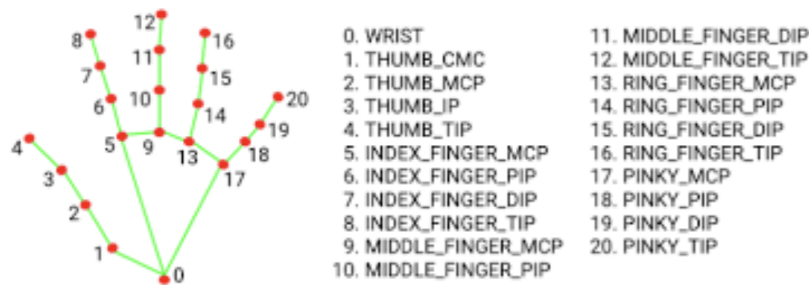 12
8
16
11
7
15
20
6
10
14
19
4
5
9
13
18
3
17
2
1
0
0. WRIST
1. THUMB_CMC
2. THUMB_MCP
3. THUMB_IP
4. THUMB_TIP
5. INDEX_FINGER_MCP
6. INDEX_FINGER_PIP
7. INDEX_FINGER_DIP
8. INDEX_FINGER_TIP
9. MIDDLE_FINGER_MCP
10. MIDDLE_FINGER_PIP
11. MIDDLE_FINGER_DIP
12. MIDDLE_FINGER_TIP
13. RING_FINGER_MCP
14. RING_FINGER_PIP
15. RING_FINGER_DIP
16. RING_FINGER_TIP
17. PINKY_MCP
18. PINKY_PIP
19. PINKY_DIP
20. PINKY_TIP